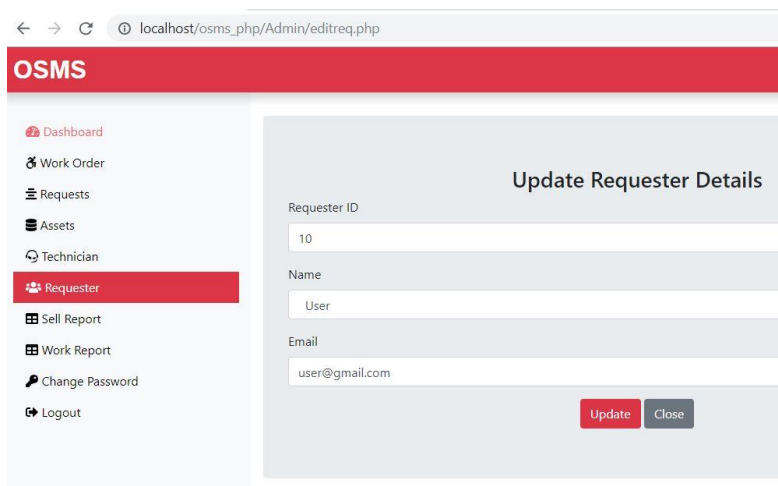 localhost/osms_php/Admin/editreq.php
OSMS
Dashboard
Work Order
Requests
Assets
Technician
Requester
Sell Report
Work Report
Change Password
Logout
Update Requester Details
Requester ID
10
Name
User
Email
user@gmail.com
Update Close